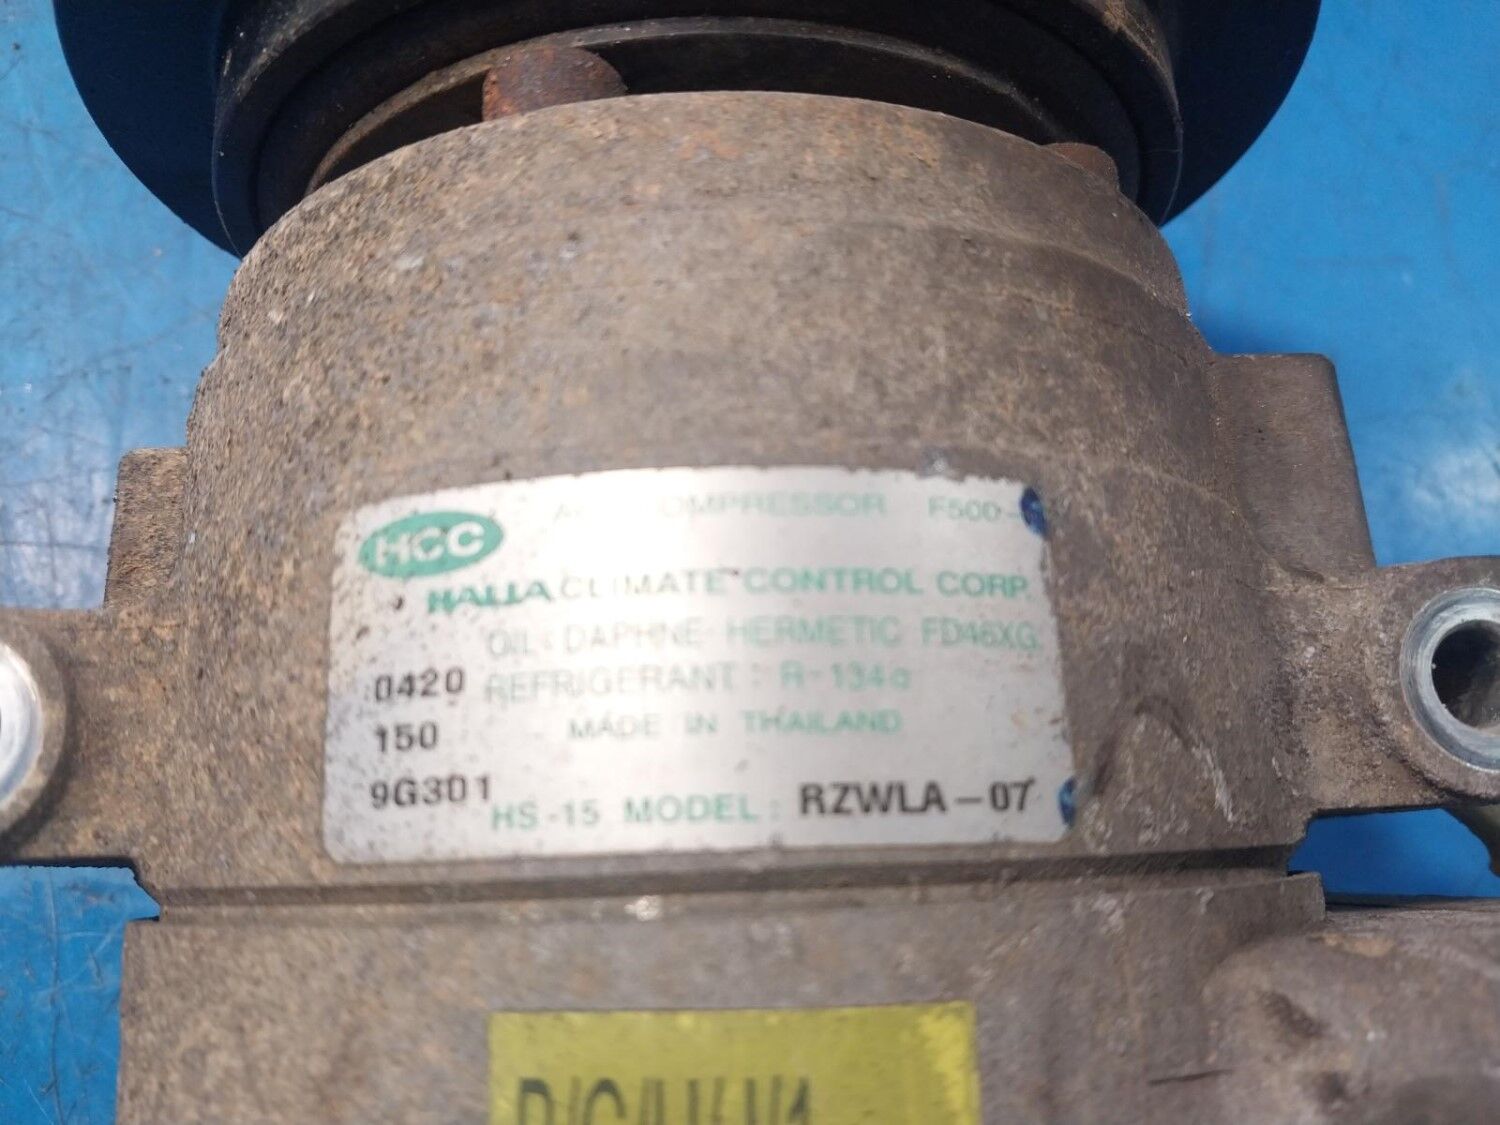 HCC
COMPRESSOR F500
HALLA CLIMATE CONTROL CORP.
OIL : DAPHNE HERMETIC FD46XG
0420 REFRIGERANT : R-134a
150 MADE IN THAILAND
9G301 HS-15 MODEL : RZWLA-07